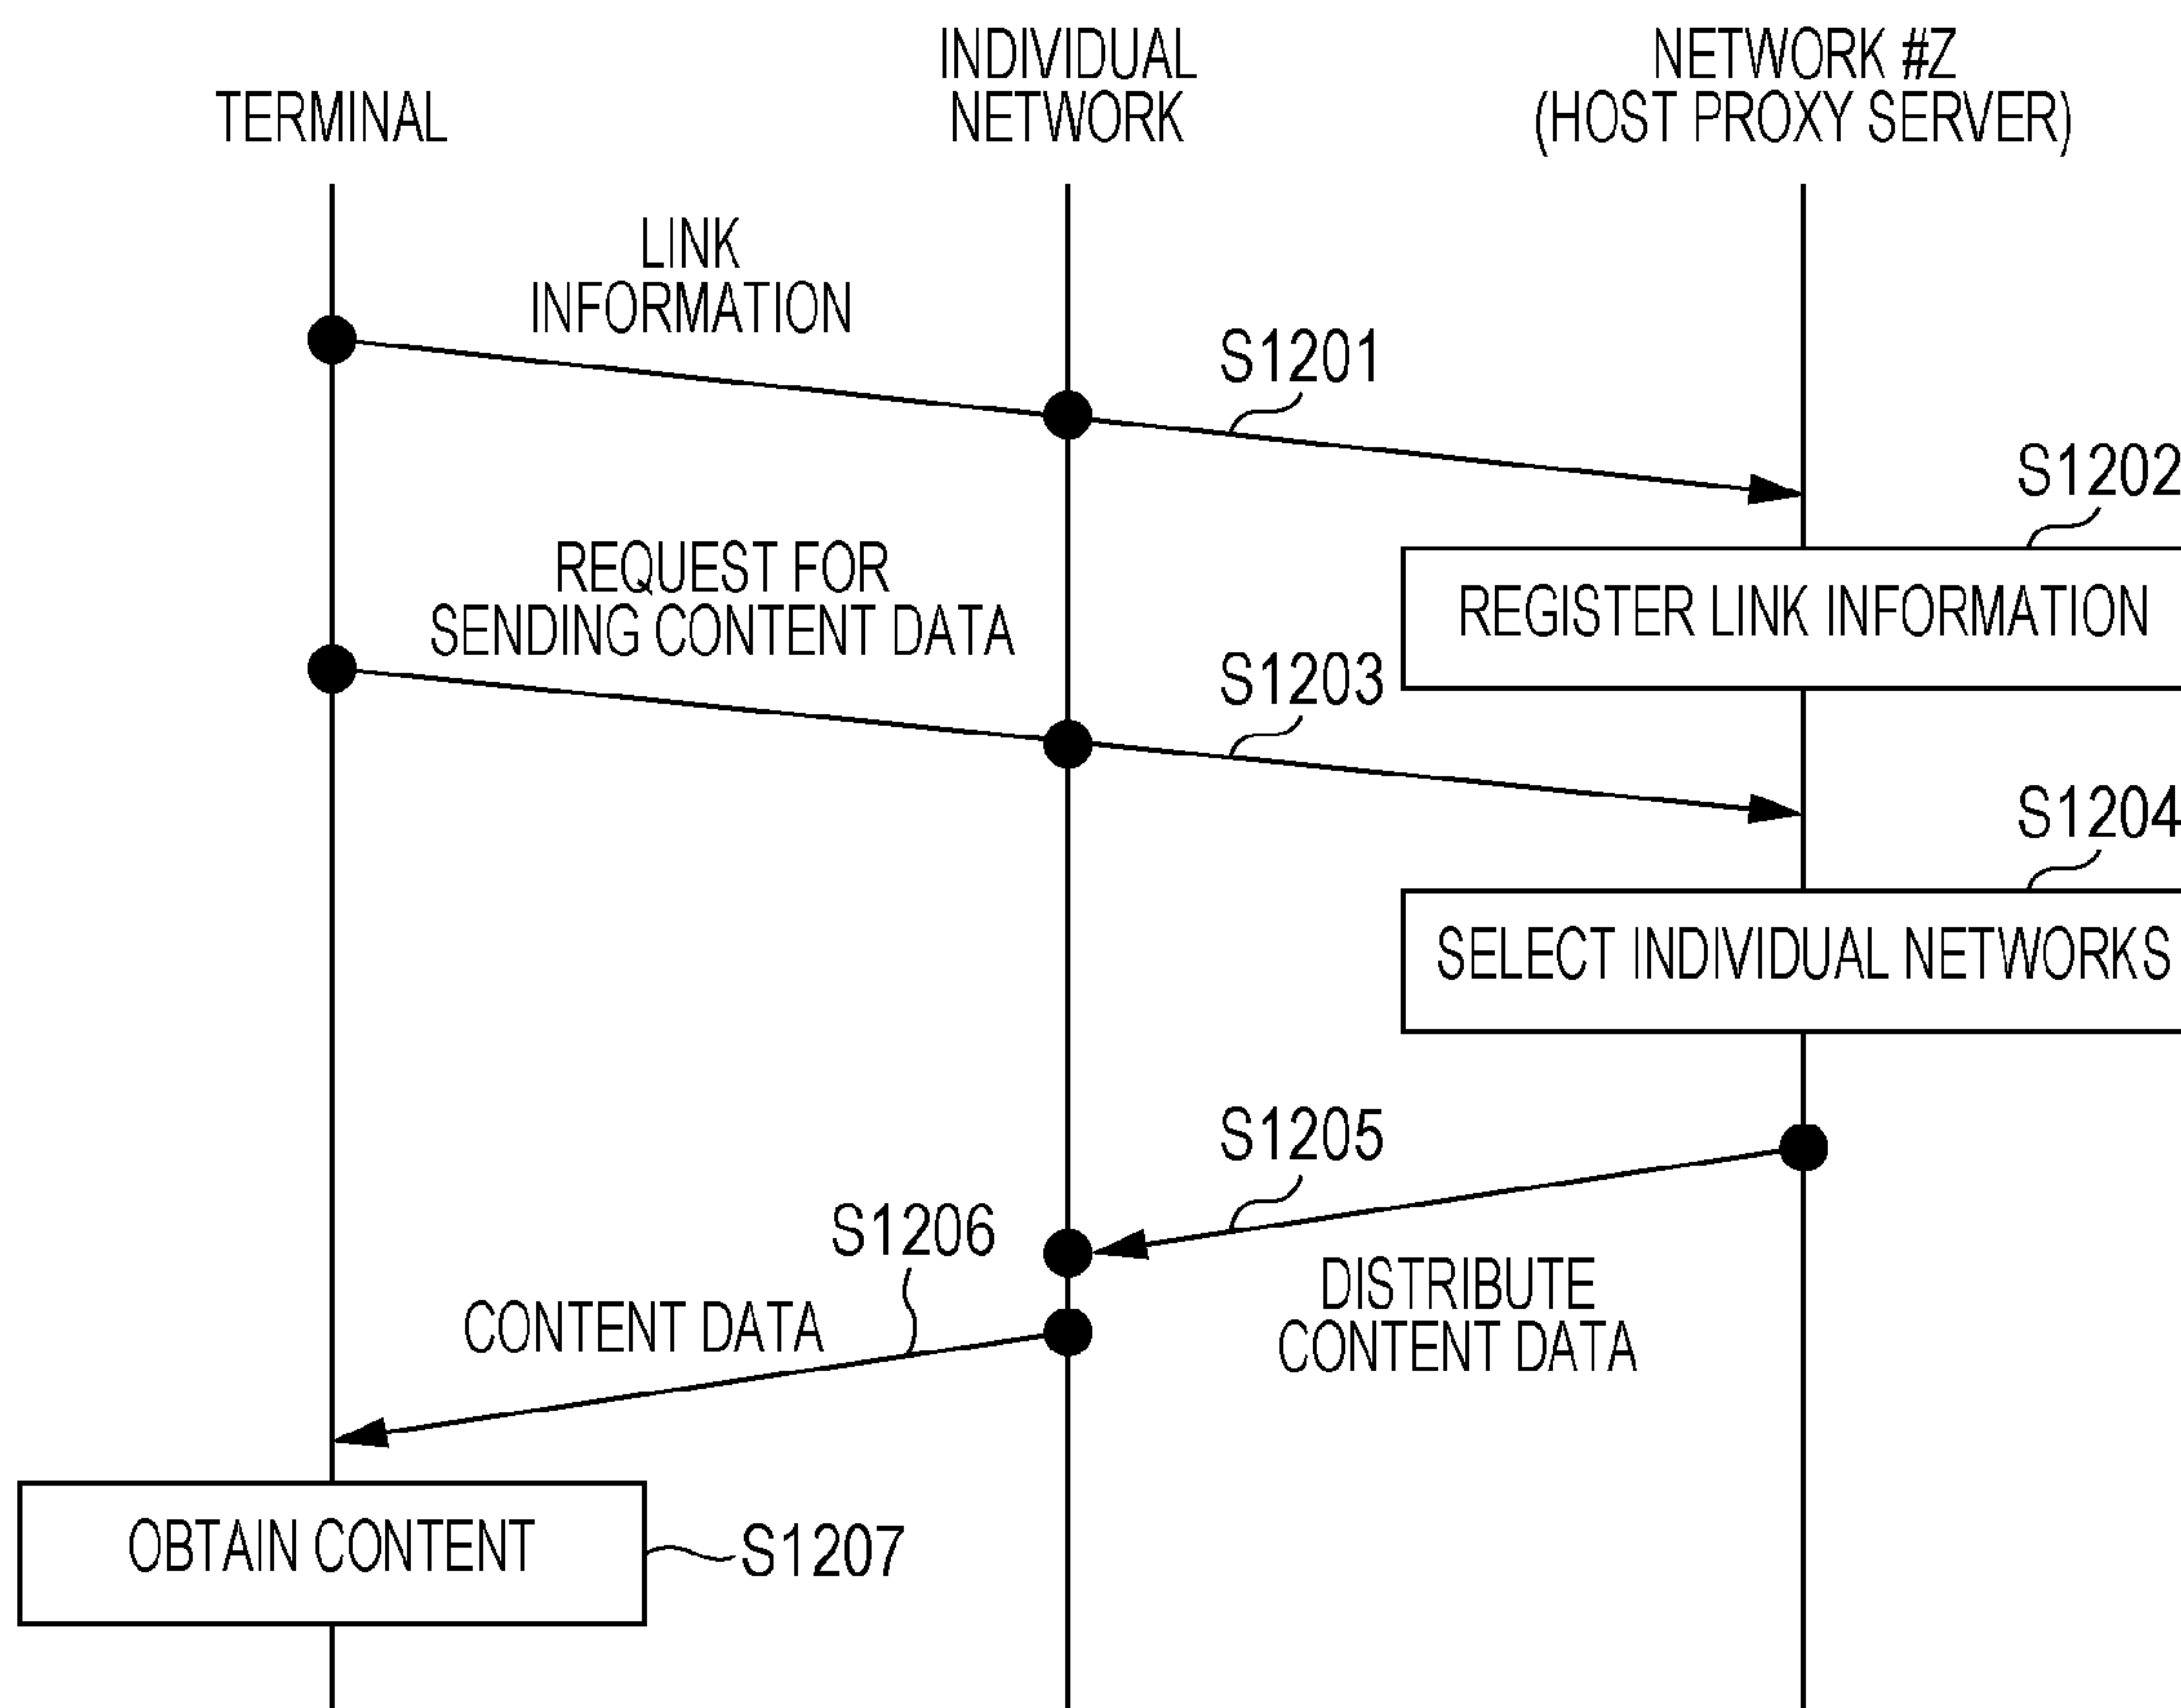 TERMINAL
INDIVIDUAL
NETWORK
NETWORK #Z
(HOST PROXY SERVER)
LINK
INFORMATION
S1201
S1202
REGISTER LINK INFORMATION
REQUEST FOR
SENDING CONTENT DATA
S1203
S1204
SELECT INDIVIDUAL NETWORKS
S1205
DISTRIBUTE
CONTENT DATA
S1206
CONTENT DATA
OBTAIN CONTENT
S1207